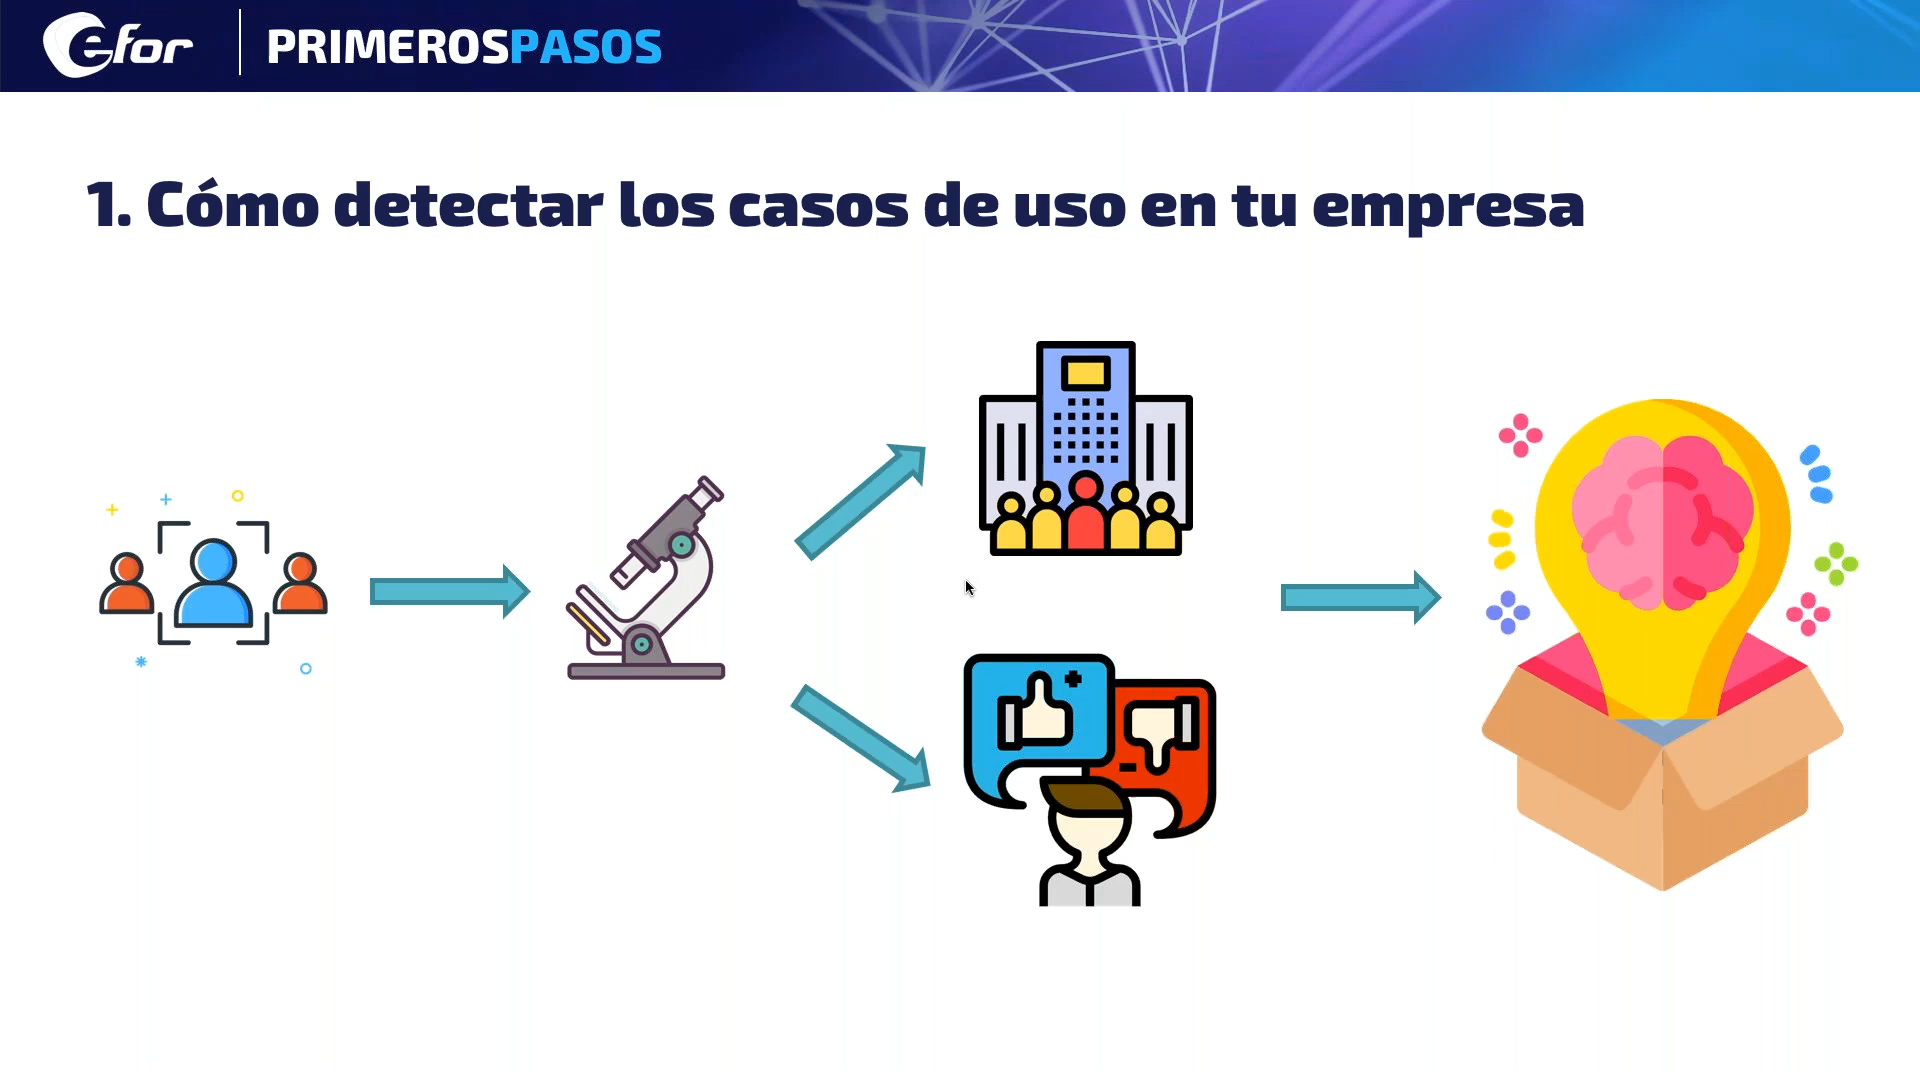 efor
PRIMEROSPASOS
1. Cómo detectar los casos de uso en tu empresa